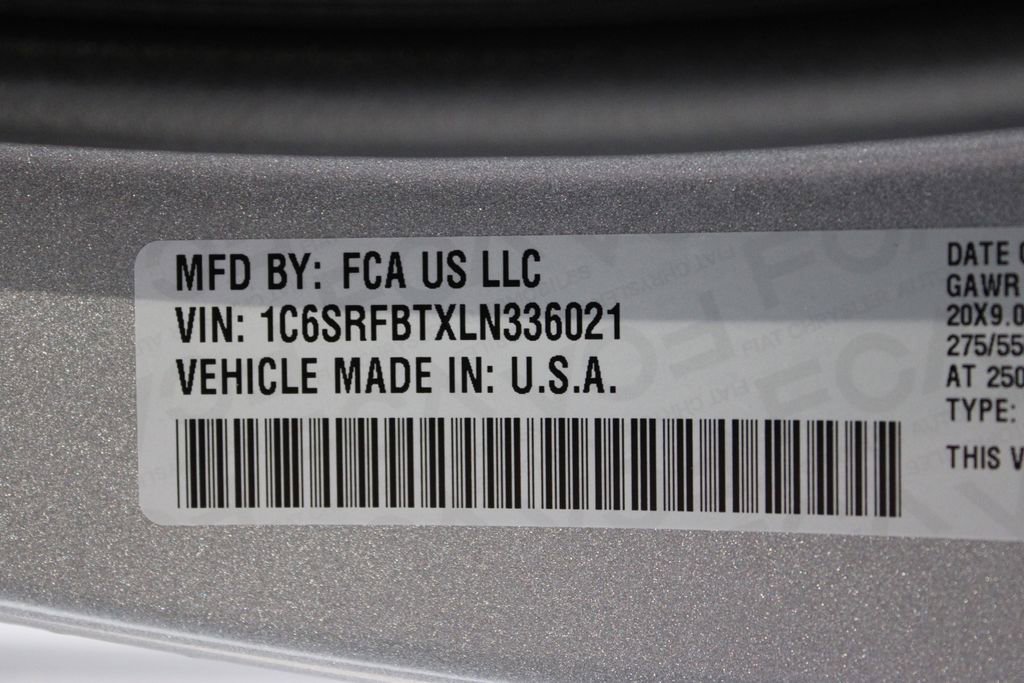 MFD BY: FCA US LLC
VIN: 1C6SRFBTXLN336021
VEHICLE MADE IN: U.S.A.
DATE
GAWR
20X9.0
275/55
AT 250
TYPE:
THIS